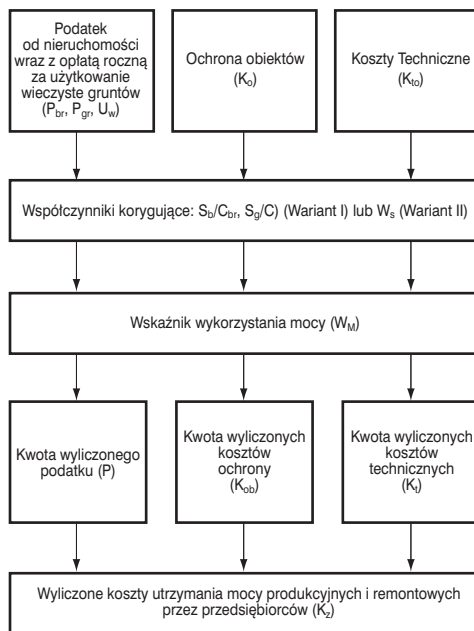 Podatek
od nieruchomości
wraz z opłatą roczną
za użytkowanie
wieczyste gruntów
(Pbr, Pgr, Uw)
Ochrona obiektów
(Ko)
Koszty Techniczne
(Kto)
Współczynniki korygujące: Sb/Cbr, Sg/C) (Wariant I) lub Ws (Wariant II)
Wskaźnik wykorzystania mocy (WM)
Kwota wyliczonego
podatku (P)
Kwota wyliczonych
kosztów
ochrony
(Kob)
Kwota wyliczonych
kosztów
technicznych
(Kt)
Wyliczone koszty utrzymania mocy produkcyjnych i remontowych
przez przedsiębiorców (Kz)